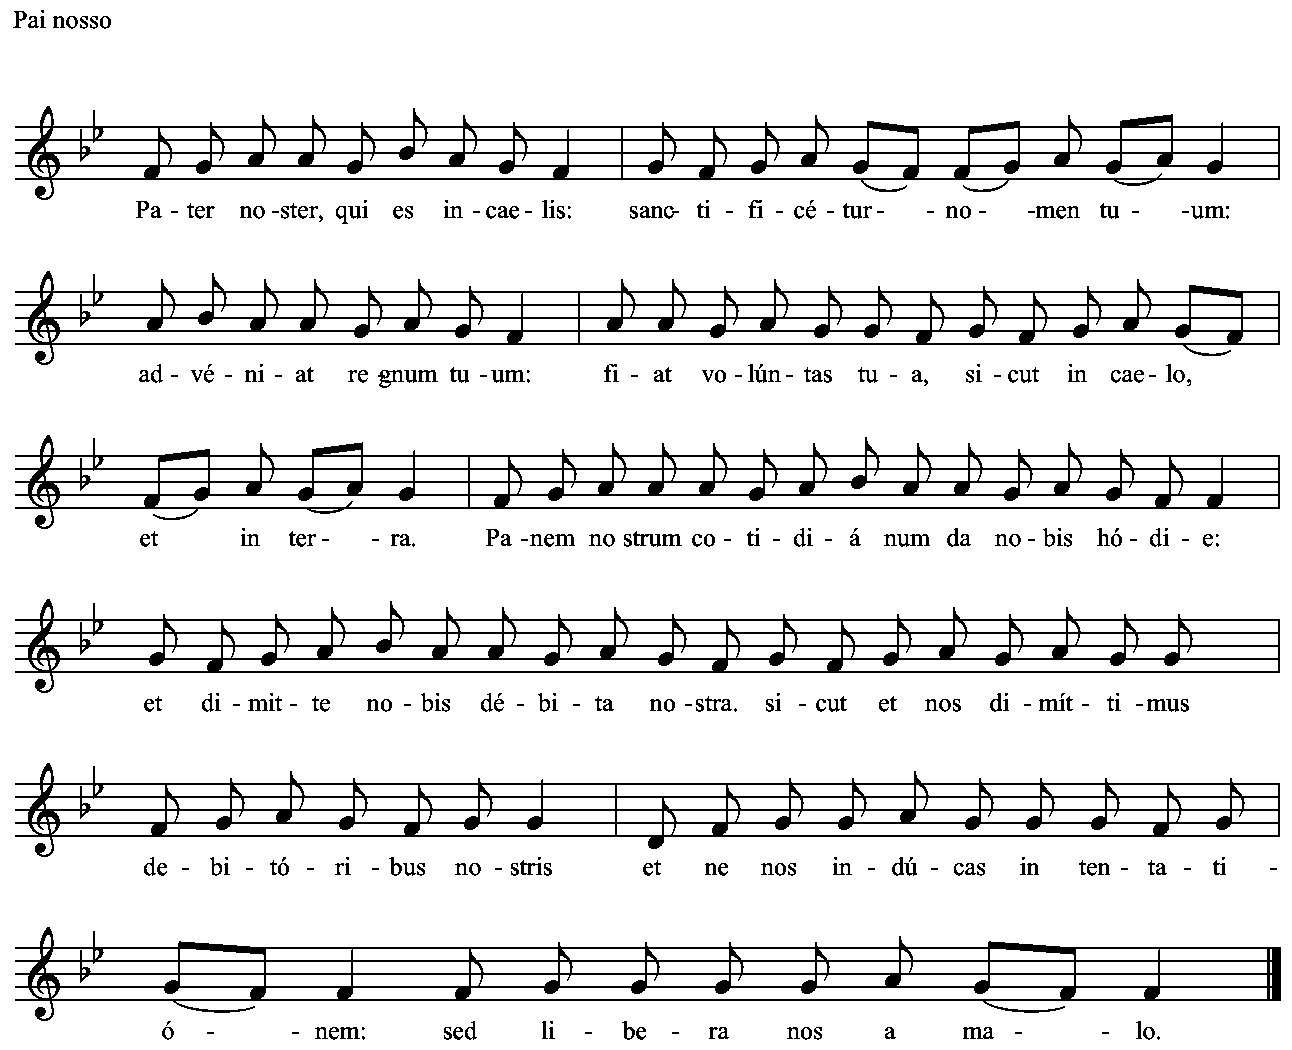 Pai nosso
Pa - ter no - ster, qui es in - cae - lis: sanc - ti - fi - cé - tur - - no - -men tu - -um:
ad - vé - ni - at re - gnum tu - um: fi - at vo - lún - tas tu - a, si - cut in cae - lo,
et in ter - - ra. Pa - nem no strum co - ti - di - á num da no - bis hó - di - e:
et di - mit - te no - bis dé - bi - ta no - stra. si - cut et nos di - mít - ti - mus
de - bi - tó - ri - bus no - stris et ne nos in - dú - cas in ten - ta - ti -
ó - - nem: sed li - be - ra nos a ma - - lo.